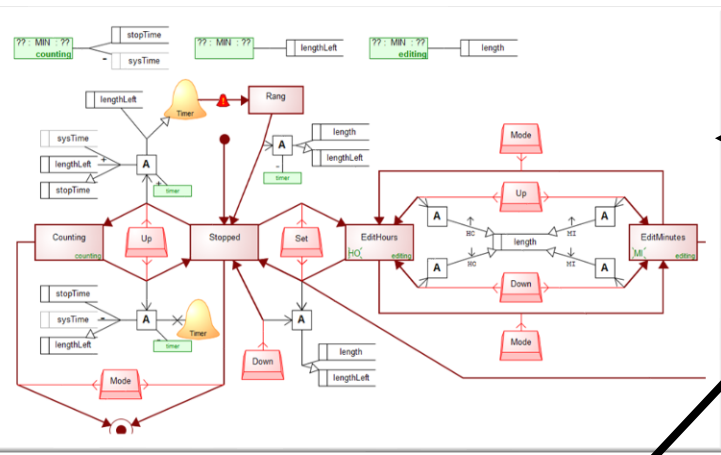 ?? : MIN : ??
counting
stopTime
sysTime
?? : MIN : ??
lengthLeft
?? : MIN : ??
editing
length
lengthLeft
Timer
Rang
sysTime
lengthLeft
stopTime
A
timer
A
timer
length
lengthLeft
Mode
Up
A
A
HC
MI
length
HC
MI
A
A
Down
Mode
Counting
counting
Up
Stopped
Set
EditHours
HO
editing
EditMinutes
MI
editing
stopTime
sysTime
lengthLeft
A
Timer
timer
A
Down
length
lengthLeft
Mode